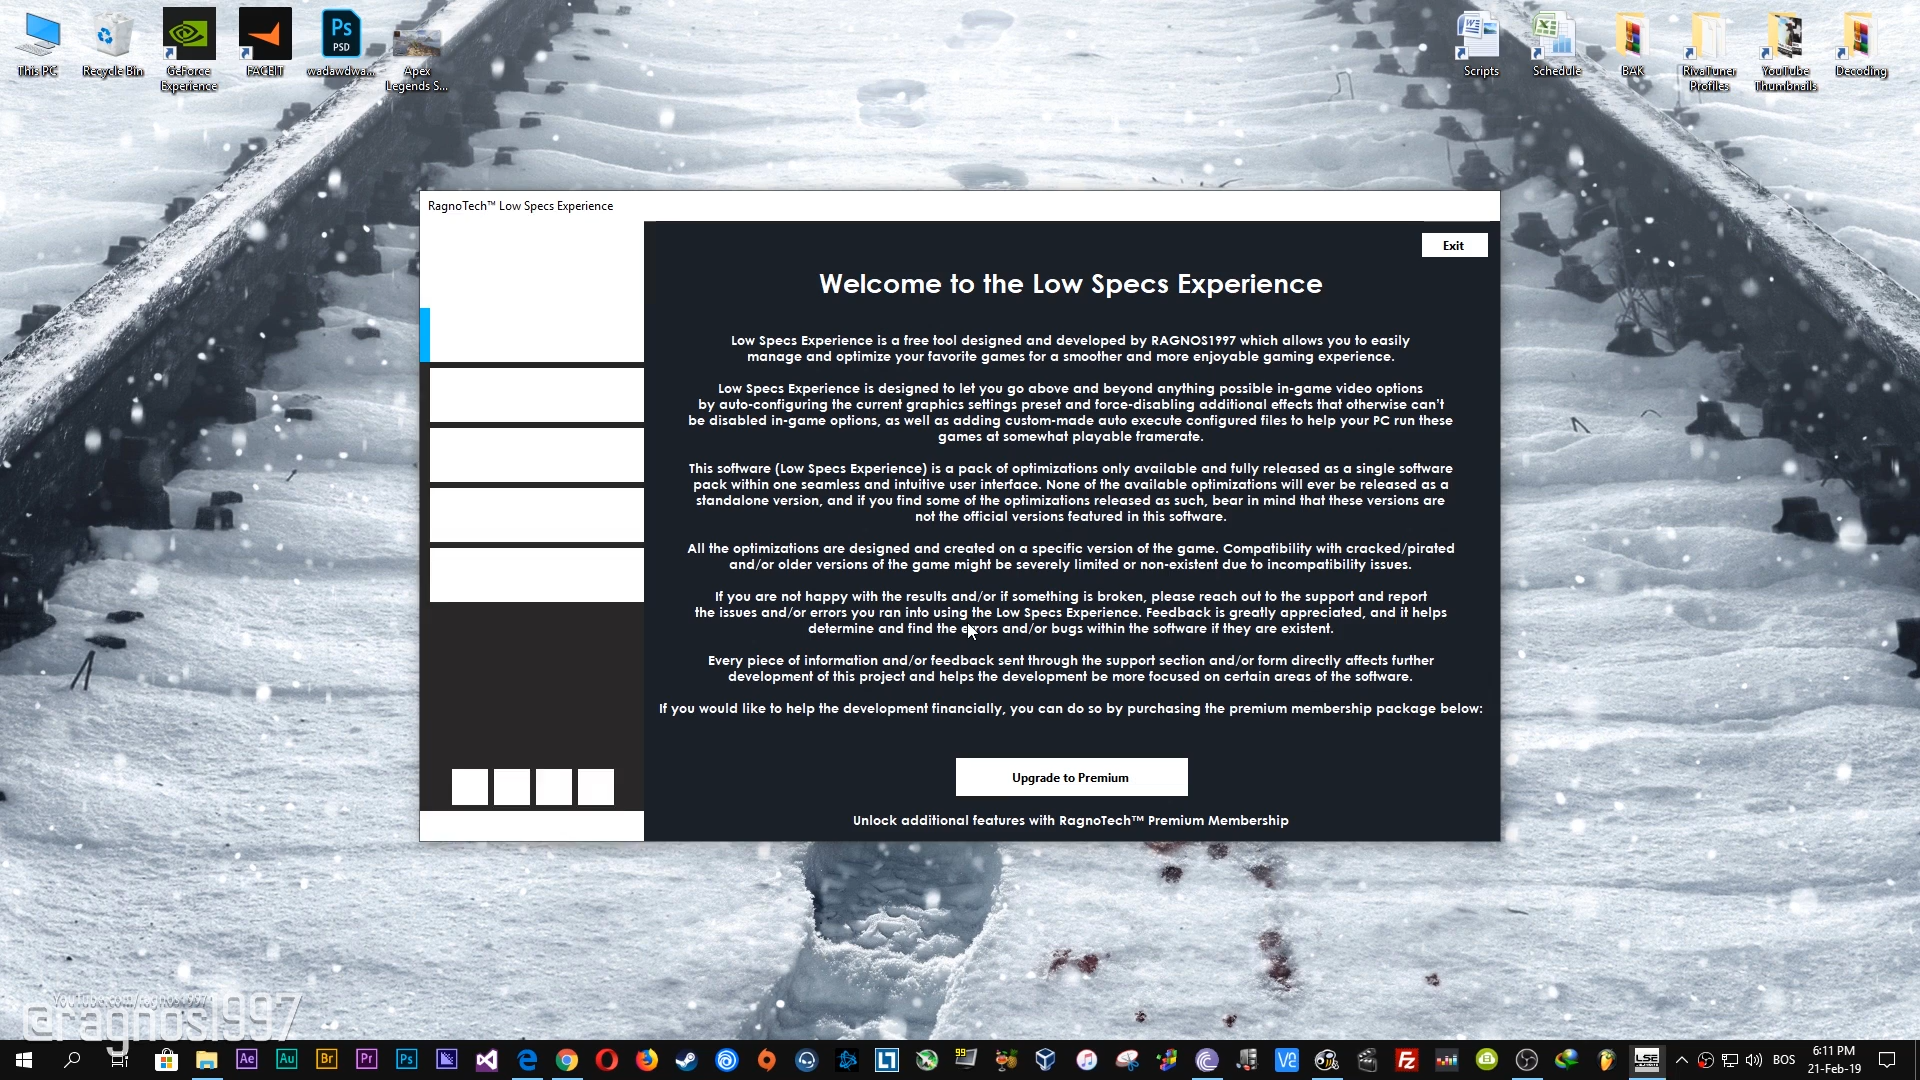 This PC
Recycle Bin
GeForce
Experience
FACEIT
Ps
PSD
wadawdwa...
Apex
Legends S...
Scripts
Schedule
BAK
RivaTuner
Profiles
YouTube
Thumbnails
Decoding
RagnoTech™ Low Specs Experience
Exit
Welcome to the Low Specs Experience
Low Specs Experience is a free tool designed and developed by RAGNOS1997 which allows you to easily
manage and optimize your favorite games for a smoother and more enjoyable gaming experience.
Low Specs Experience is designed to let you go above and beyond anything possible in-game video options
by auto-configuring the current graphics settings preset and force-disabling additional effects that otherwise can't
be disabled in-game options, as well as adding custom-made auto execute configured files to help your PC run these
games at somewhat playable framerate.
This software (Low Specs Experience) is a pack of optimizations only available and fully released as a single software
pack within one seamless and intuitive user interface. None of the available optimizations will ever be released as a
standalone version, and if you find some of the optimizations released as such, bear in mind that these versions are
not the official versions featured in this software.
All the optimizations are designed and created on a specific version of the game. Compatibility with cracked/pirated
and/or older versions of the game might be severely limited or non-existent due to incompatibility issues.
If you are not happy with the results and/or if something is broken, please reach out to the support and report
the issues and/or errors you ran into using the Low Specs Experience. Feedback is greatly appreciated, and it helps
determine and find the errors and/or bugs within the software if they are existent.
Every piece of information and/or feedback sent through the support section and/or form directly affects further
development of this project and helps the development be more focused on certain areas of the software.
If you would like to help the development financially, you can do so by purchasing the premium membership package below:
Upgrade to Premium
Unlock additional features with RagnoTech™ Premium Membership
YouTube.com/ragnos1997
@ragnos1997
Ae
Au
Br
Pr
Ps
99
LSE
BOS
6:11 PM
21-Feb-19